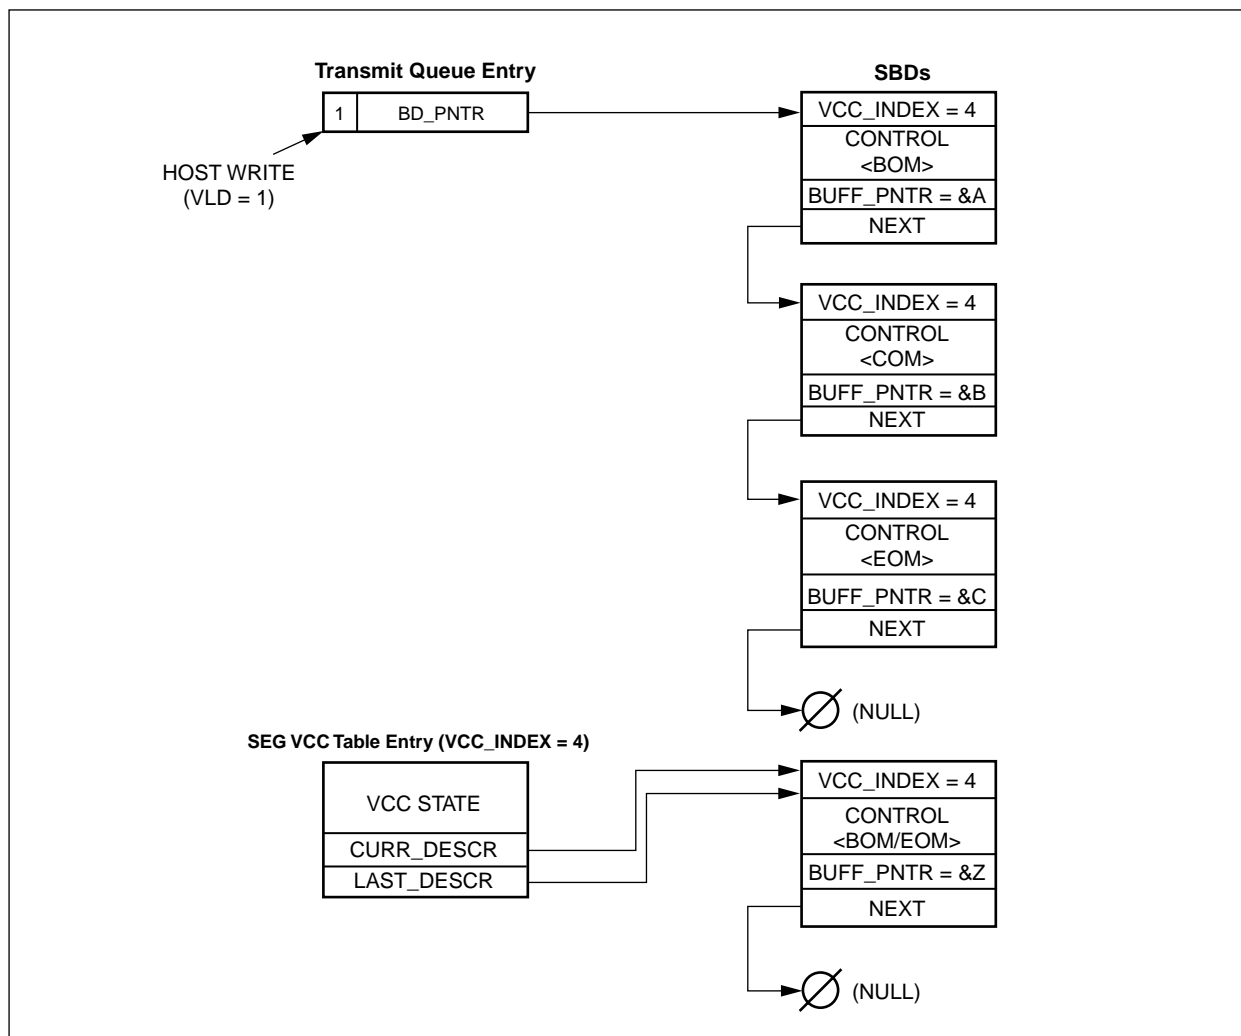 Transmit Queue Entry
1 BD_PNTR
HOST WRITE
(VLD = 1)
SBDs
VCC_INDEX = 4
CONTROL
<BOM>
BUFF_PNTR = &A
NEXT
VCC_INDEX = 4
CONTROL
<COM>
BUFF_PNTR = &B
NEXT
VCC_INDEX = 4
CONTROL
<EOM>
BUFF_PNTR = &C
NEXT
(NULL)
SEG VCC Table Entry (VCC_INDEX = 4)
VCC STATE
CURR_DESCR
LAST_DESCR
VCC_INDEX = 4
CONTROL
<BOM/EOM>
BUFF_PNTR = &Z
NEXT
(NULL)